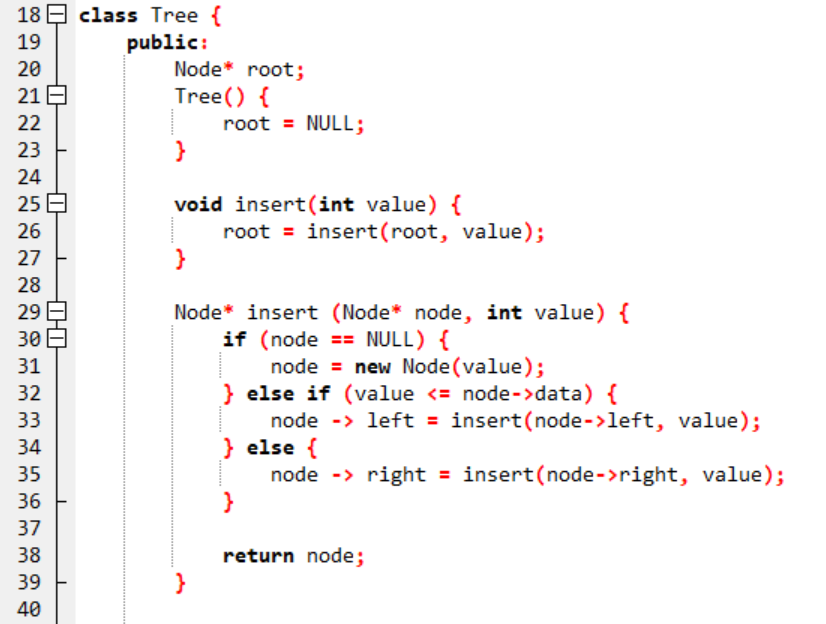 18 class Tree {
19     public:
20         Node* root;
21         Tree() {
22             root = NULL;
23         }
24
25         void insert(int value) {
26             root = insert(root, value);
27         }
28
29         Node* insert (Node* node, int value) {
30             if (node == NULL) {
31                 node = new Node(value);
32             } else if (value <= node->data) {
33                 node -> left = insert(node->left, value);
34             } else {
35                 node -> right = insert(node->right, value);
36             }
37
38             return node;
39         }
40